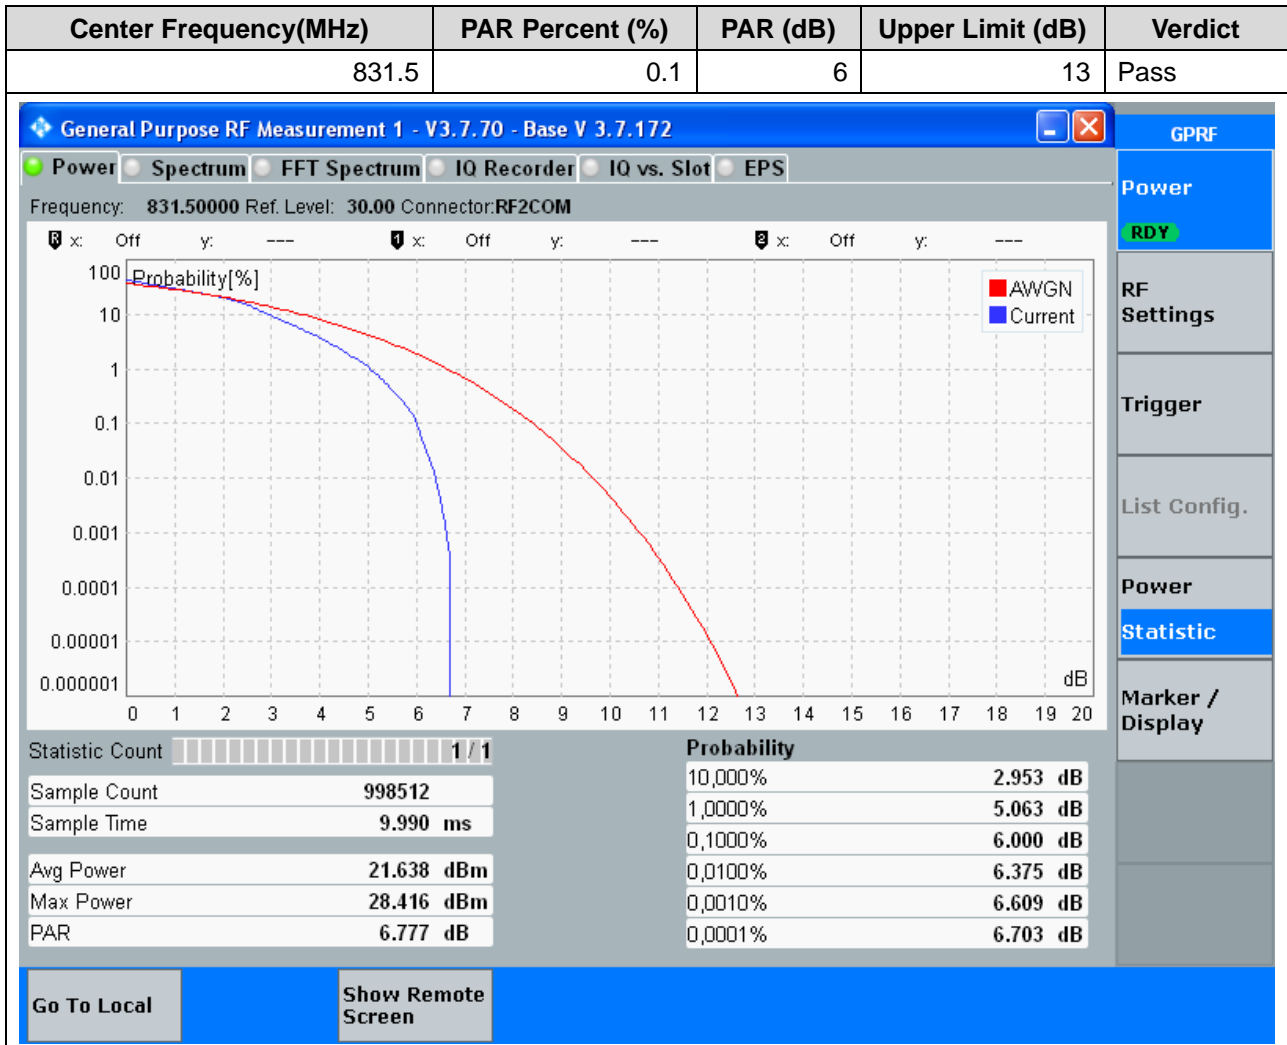 Center Frequency(MHz) PAR Percent (%) PAR (dB) Upper Limit (dB) Verdict
831.5 0.1 6 13 Pass
General Purpose RF Measurement 1 - V3.7.70 - Base V 3.7.172
GPRF
Power Spectrum FFT Spectrum IQ Recorder IQ vs. Slot EPS
Power
RDY
Frequency: 831.50000 Ref. Level: 30.00 Connector:RF2COM
R x: Off y: --- 1 x: Off y: --- 2 x: Off y: ---
RF
Settings
Trigger
List Config.
Power
Statistic
Marker /
Display
Probability[%]
AWGN
Current
100
10
1
0.1
0.01
0.001
0.0001
0.00001
0.000001
dB
0 1 2 3 4 5 6 7 8 9 10 11 12 13 14 15 16 17 18 19 20
Statistic Count 1 / 1
Sample Count 998512
Sample Time 9.990 ms
Avg Power 21.638 dBm
Max Power 28.416 dBm
PAR 6.777 dB
Probability
10,000% 2.953 dB
1,0000% 5.063 dB
0,1000% 6.000 dB
0,0100% 6.375 dB
0,0010% 6.609 dB
0,0001% 6.703 dB
Go To Local
Show Remote
Screen